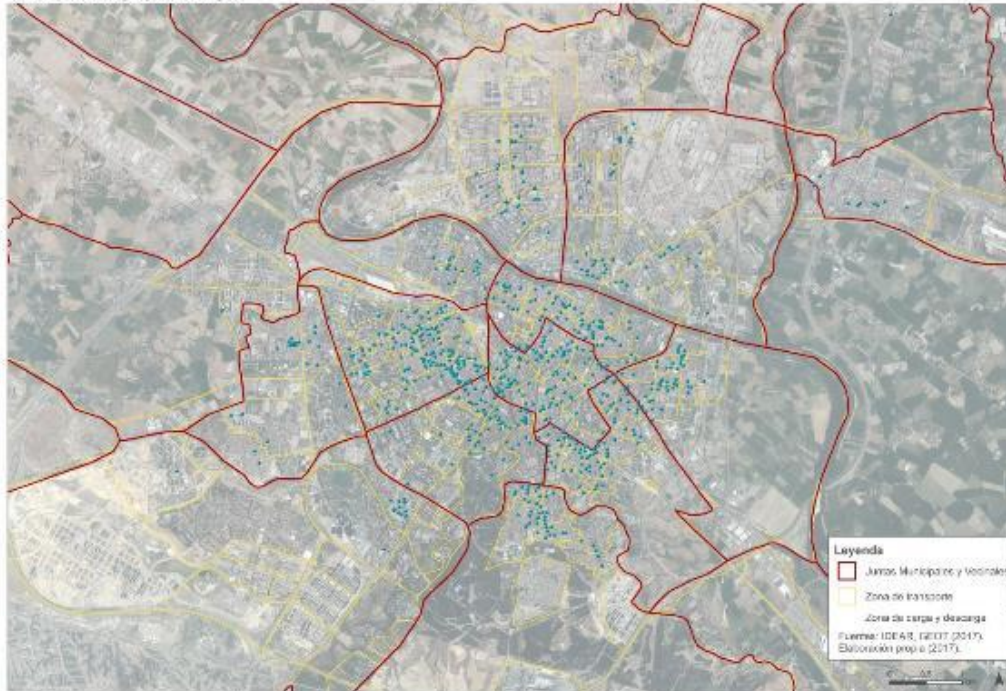 Leyenda
Juntas Municipales y Vecinales
Zona de transporte
Zona de carga y descarga
Fuentes: IDEAR, GEOT (2017).
Elaboración propia (2017).